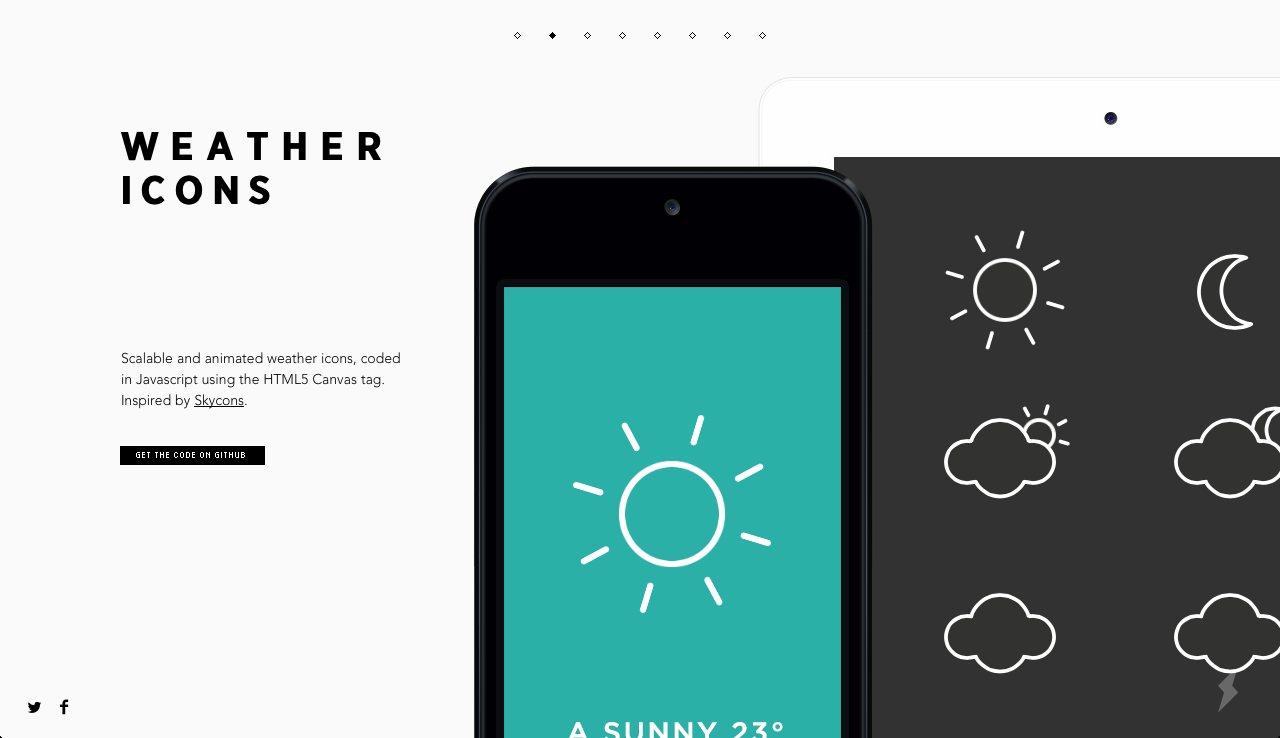 WEATHER
ICONS
Scalable and animated weather icons, coded
in Javascript using the HTML5 Canvas tag.
Inspired by Skycons.
GET THE CODE ON GITHUB
A SUNNY 23°